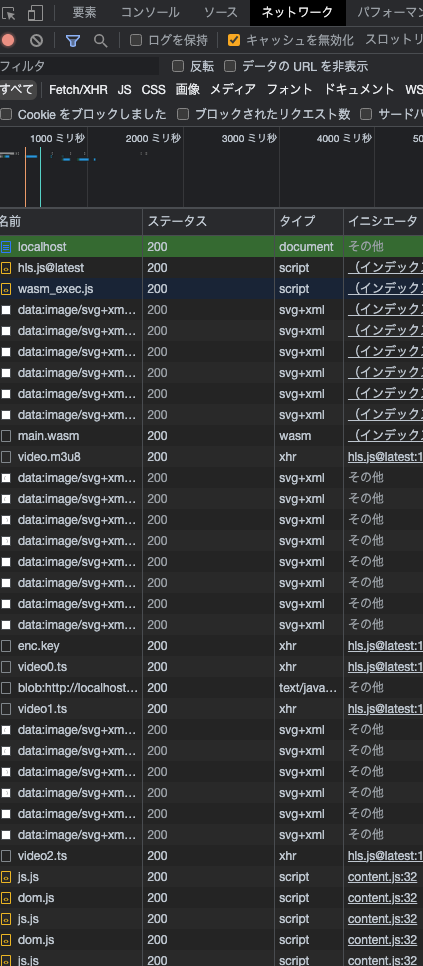 要素 コンソール ソース ネットワーク パフォーマン
ログを保持 キャッシュを無効化 スロットリ
フィルタ 反転 データの URL を非表示
すべて Fetch/XHR JS CSS 画像 メディア フォント ドキュメント WS
Cookie をブロックしました ブロックされたリクエスト数 サードパ
1000 ミリ秒 2000 ミリ秒 3000 ミリ秒 4000 ミリ秒 50
名前 ステータス タイプ イニシエータ
localhost 200 document その他
hls.js@latest 200 script （インデックス
wasm_exec.js 200 script （インデックス
data:image/svg+xm… 200 svg+xml （インデックス
data:image/svg+xm… 200 svg+xml （インデックス
data:image/svg+xm… 200 svg+xml （インデックス
data:image/svg+xm… 200 svg+xml （インデックス
data:image/svg+xm… 200 svg+xml （インデックス
data:image/svg+xm… 200 svg+xml （インデックス
main.wasm 200 wasm （インデックス
video.m3u8 200 xhr hls.js@latest:1
data:image/svg+xm… 200 svg+xml その他
data:image/svg+xm… 200 svg+xml その他
data:image/svg+xm… 200 svg+xml その他
data:image/svg+xm… 200 svg+xml その他
data:image/svg+xm… 200 svg+xml その他
data:image/svg+xm… 200 svg+xml その他
data:image/svg+xm… 200 svg+xml その他
data:image/svg+xm… 200 svg+xml その他
enc.key 200 xhr hls.js@latest:1
video0.ts 200 xhr hls.js@latest:1
blob:http://localhost… 200 text/java… その他
video1.ts 200 xhr hls.js@latest:1
data:image/svg+xm… 200 svg+xml その他
data:image/svg+xm… 200 svg+xml その他
data:image/svg+xm… 200 svg+xml その他
data:image/svg+xm… 200 svg+xml その他
data:image/svg+xm… 200 svg+xml その他
data:image/svg+xm… 200 svg+xml その他
video2.ts 200 xhr hls.js@latest:1
js.js 200 script content.js:32
dom.js 200 script content.js:32
js.js 200 script content.js:32
dom.js 200 script content.js:32
js.js 200 script content.js:32